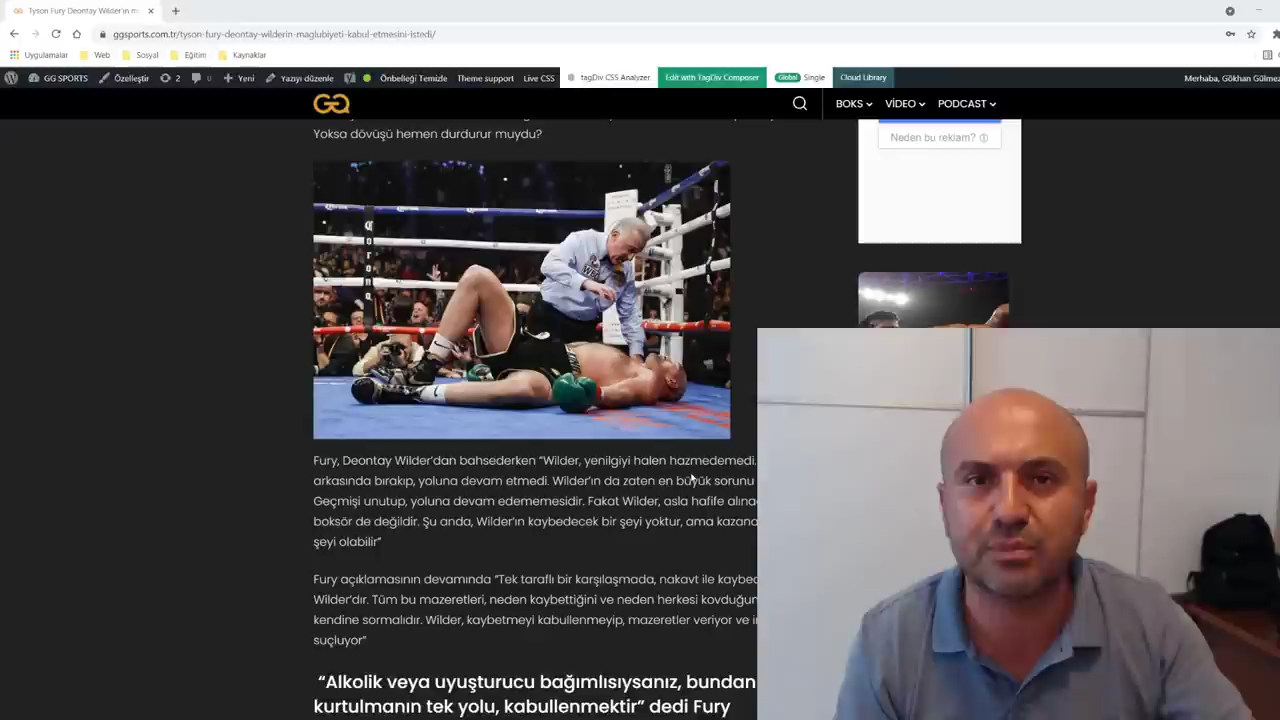 Tyson Fury Deontay Wilder'ın m
ggsports.com.tr/tyson-fury-deontay-wilderin-maglubiyeti-kabul-etmesini-istedi/
Uygulamalar Web Sosyal Eğitim Kaynaklar
GG SPORTS Özelleştir 2 0 Yeni Yazıyı düzenle Önbelleği Temizle Theme support Live CSS tagDiv CSS Analyzer Edit with TagDiv Composer Global Single Cloud Library Merhaba, Gökhan Gülmez
GG BOKS VİDEO PODCAST
Yoksa dövüşü hemen durdurur muydu?
Neden bu reklam?
Corona
Fury, Deontay Wilder'dan bahsederken “Wilder, yenilgiyi halen hazmedemedi.
arkasında bırakıp, yoluna devam etmedi. Wilder'ın da zaten en büyük sorunu
Geçmişi unutup, yoluna devam edememesidir. Fakat Wilder, asla hafife alına
boksör de değildir. Şu anda, Wilder'ın kaybedecek bir şeyi yoktur, ama kazana
şeyi olabilir”
Fury açıklamasının devamında “Tek taraflı bir karşılaşmada, nakavt ile kaybed
Wilder'dır. Tüm bu mazeretleri, neden kaybettiğini ve neden herkesi kovduğun
kendine sormalıdır. Wilder, kaybetmeyi kabullenmeyip, mazeretler veriyor ve i
suçluyor”
“Alkolik veya uyuşturucu bağımlısıysanız, bundan
kurtulmanın tek yolu, kabullenmektir” dedi Fury